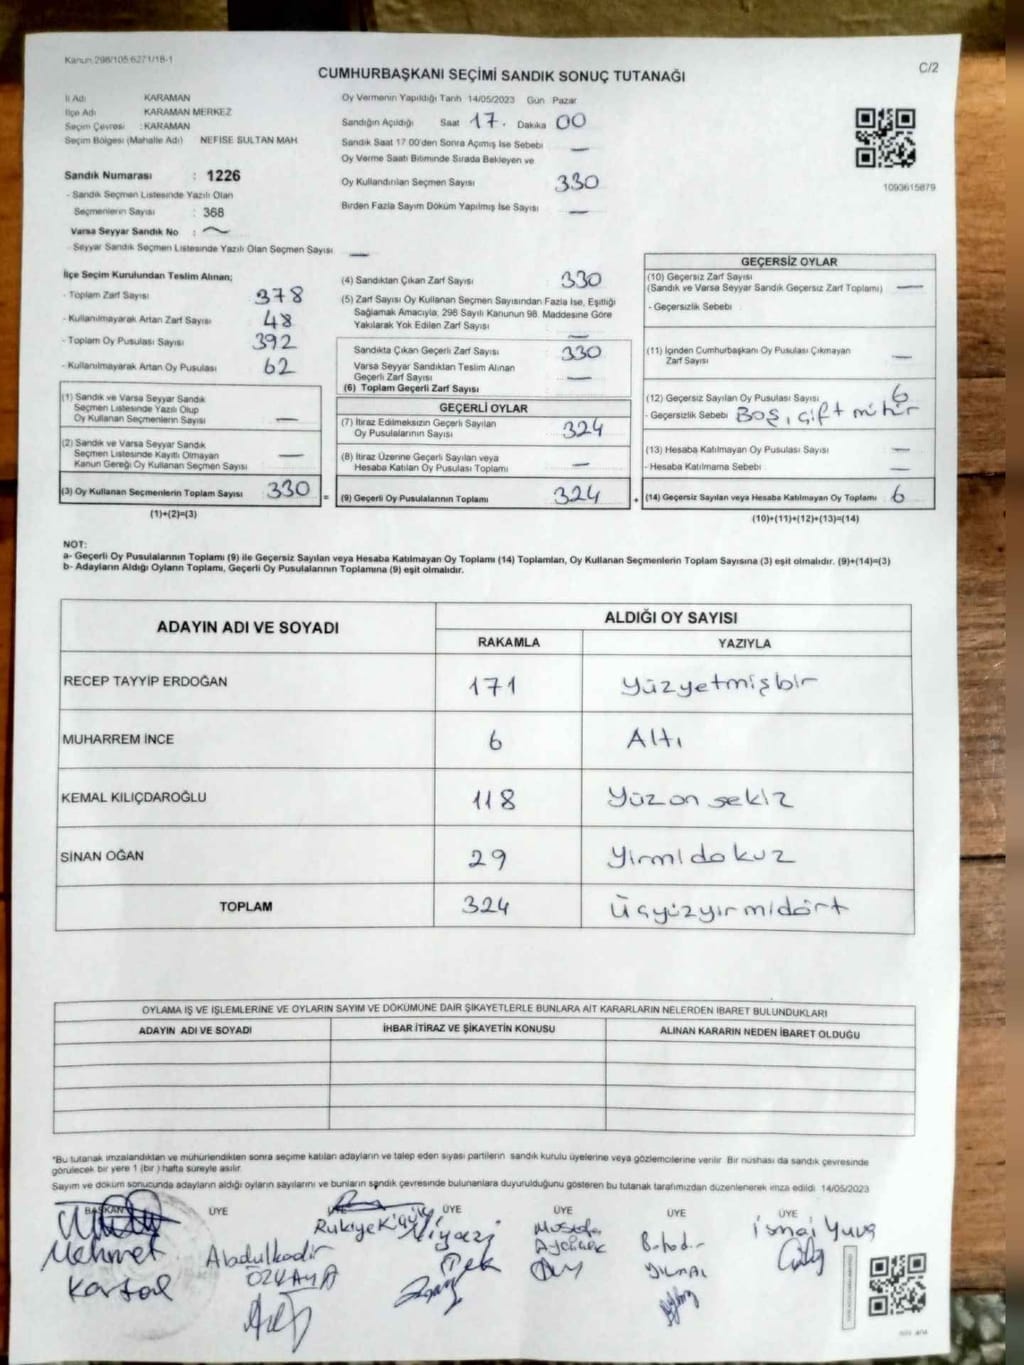 Kanun 298/105 6271/18-1
C/2
CUMHURBAŞKANI SEÇİMİ SANDIK SONUÇ TUTANAĞI
İl Adı KARAMAN
İlçe Adı KARAMAN MERKEZ
Seçim Çevresi : KARAMAN
Seçim Bölgesi (Mahalle Adı) NEFİSE SULTAN MAH
Sandık Numarası : 1226
- Sandık Seçmen Listesinde Yazılı Olan
Seçmenlerin Sayısı : 368
Varsa Seyyar Sandık No :
- Seyyar Sandık Seçmen Listesinde Yazılı Olan Seçmen Sayısı —
Oy Vermenin Yapıldığı Tarih 14/05/2023 Gün Pazar
Sandığın Açıldığı Saat 17. Dakika 00
Sandık Saat 17 00'den Sonra Açımış İse Sebebi —
Oy Verme Saati Bitiminde Sırada Bekleyen ve
Oy Kullandırılan Seçmen Sayısı 330
Birden Fazla Sayım Döküm Yapılmış İse Sayısı —
1093615879
İlçe Seçim Kurulundan Teslim Alınan;
- Toplam Zarf Sayısı 378
- Kullanılmayarak Artan Zarf Sayısı 48
- Toplam Oy Pusulası Sayısı 392
- Kullanılmayarak Artan Oy Pusulası 62
(1) Sandık ve Varsa Seyyar Sandık
Seçmen Listesinde Yazılı Olup
Oy Kullanan Seçmenlerin Sayısı —
(2) Sandık ve Varsa Seyyar Sandık
Seçmen Listesinde Kayıtlı Olmayan
Kanun Gereği Oy Kullanan Seçmen Sayısı —
(3) Oy Kullanan Seçmenlerin Toplam Sayısı 330 =
(1)+(2)=(3)
(4) Sandıktan Çıkan Zarf Sayısı 330
(5) Zarf Sayısı Oy Kullanan Seçmen Sayısından Fazla İse, Eşitliği
Sağlamak Amacıyla, 298 Sayılı Kanunun 98. Maddesine Göre
Yakılarak Yok Edilen Zarf Sayısı —
Sandıkta Çıkan Geçerli Zarf Sayısı 330
Varsa Seyyar Sandıktan Teslim Alınan
Geçerli Zarf Sayısı —
(6) Toplam Geçerli Zarf Sayısı
GEÇERLİ OYLAR
(7) İtiraz Edilmeksizin Geçerli Sayılan
Oy Pusulalarının Sayısı 324
(8) İtiraz Üzerine Geçerli Sayılan veya
Hesaba Katılan Oy Pusulası Toplamı —
(9) Geçerli Oy Pusulalarının Toplamı 324 +
GEÇERSİZ OYLAR
(10) Geçersiz Zarf Sayısı
(Sandık ve Varsa Seyyar Sandık Geçersiz Zarf Toplamı) —
- Geçersizlik Sebebi
(11) İçinden Cumhurbaşkanı Oy Pusulası Çıkmayan
Zarf Sayısı —
(12) Geçersiz Sayılan Oy Pusulası Sayısı 6
- Geçersizlik Sebebi Boş, çift mühür
(13) Hesaba Katılmayan Oy Pusulası Sayısı —
- Hesaba Katılmama Sebebi —
(14) Geçersiz Sayılan veya Hesaba Katılmayan Oy Toplamı 6
(10)+(11)+(12)+(13)=(14)
NOT:
a- Geçerli Oy Pusulalarının Toplamı (9) ile Geçersiz Sayılan veya Hesaba Katılmayan Oy Toplamı (14) Toplamları, Oy Kullanan Seçmenlerin Toplam Sayısına (3) eşit olmalıdır. (9)+(14)=(3)
b- Adayların Aldığı Oyların Toplamı, Geçerli Oy Pusulalarının Toplamına (9) eşit olmalıdır.
ADAYIN ADI VE SOYADI ALDIĞI OY SAYISI
RAKAMLA YAZIYLA
RECEP TAYYİP ERDOĞAN 171 Yüzyetmişbir
MUHARREM İNCE 6 Altı
KEMAL KILIÇDAROĞLU 118 Yüzon sekiz
SİNAN OĞAN 29 Yirmidokuz
TOPLAM 324 Üçyüzyirmidört
OYLAMA İŞ VE İŞLEMLERİNE VE OYLARIN SAYIM VE DÖKÜMÜNE DAİR ŞİKAYETLERLE BUNLARA AİT KARARLARIN NELERDEN İBARET BULUNDUKLARI
ADAYIN ADI VE SOYADI İHBAR İTİRAZ VE ŞİKAYETİN KONUSU ALINAN KARARIN NEDEN İBARET OLDUĞU
*Bu tutanak imzalandıktan ve mühürlendikten sonra seçime katılan adayların ve talep eden siyasi partilerin sandık kurulu üyelerine veya gözlemcilerine verilir. Bir nüshası da sandık çevresinde
görülecek bir yere 1 (bir ) hafta süreyle asılır
Sayım ve döküm sonucunda adayların aldığı oyların sayılarını ve bunların sandık çevresinde bulunanlara duyurulduğunu gösteren bu tutanak tarafımızdan düzenlenerek imza edildi. 14/05/2023
BAŞKAN ÜYE ÜYE ÜYE ÜYE ÜYE
Mehmet Kartal
Abdulkadir ÖZKAYA
Rukiye
Niyazi
Mustafa
YILMAZ